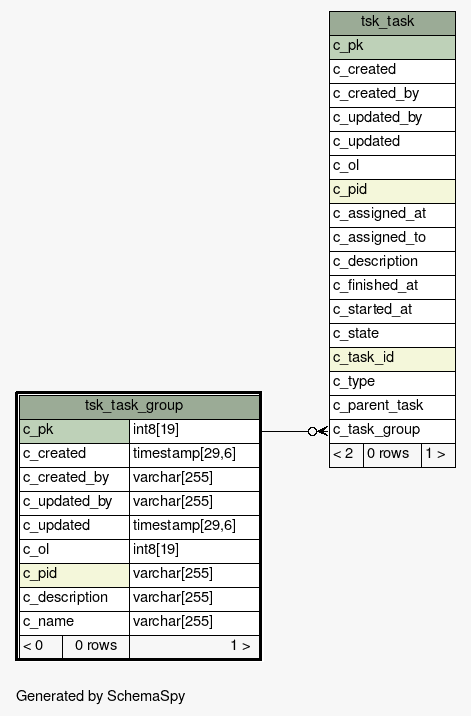 tsk_task
c_pk
c_created
c_created_by
c_updated_by
c_updated
c_ol
c_pid
c_assigned_at
c_assigned_to
c_description
c_finished_at
c_started_at
c_state
c_task_id
c_type
c_parent_task
c_task_group
< 2 0 rows 1 >
tsk_task_group
c_pk int8[19]
c_created timestamp[29,6]
c_created_by varchar[255]
c_updated_by varchar[255]
c_updated timestamp[29,6]
c_ol int8[19]
c_pid varchar[255]
c_description varchar[255]
c_name varchar[255]
< 0 0 rows 1 >
Generated by SchemaSpy